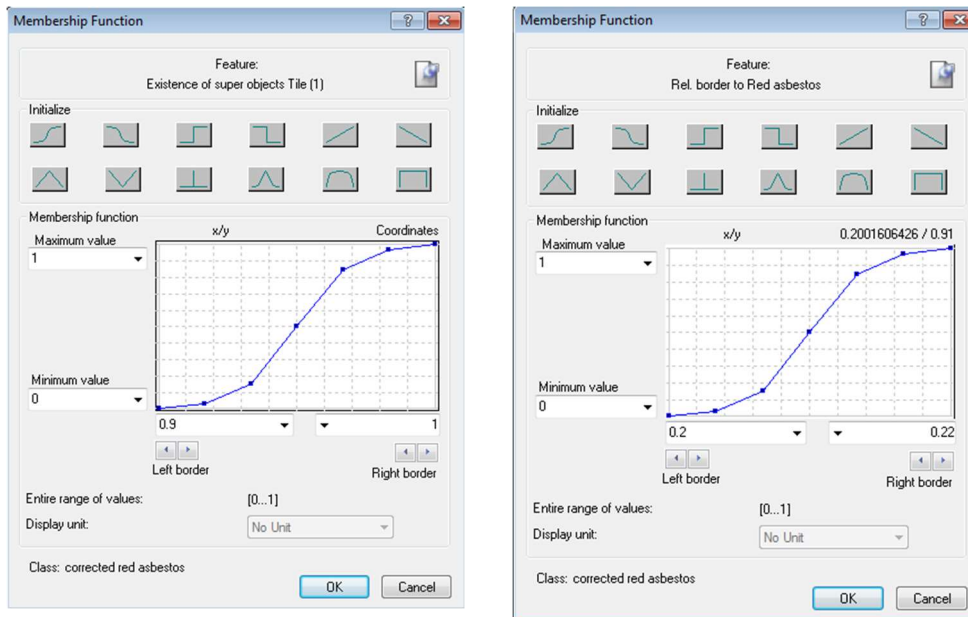 Membership Function
Feature:
Existence of super objects Tile (1)
Initialize
Membership function
x/y Coordinates
Maximum value
1
Minimum value
0
0.9 1
Left border Right border
Entire range of values: [0...1]
Display unit: No Unit
Class: corrected red asbestos
OK Cancel
Membership Function
Feature:
Rel. border to Red asbestos
Initialize
Membership function
x/y 0.2001606426 / 0.91
Maximum value
1
Minimum value
0
0.2 0.22
Left border Right border
Entire range of values: [0...1]
Display unit: No Unit
Class: corrected red asbestos
OK Cancel